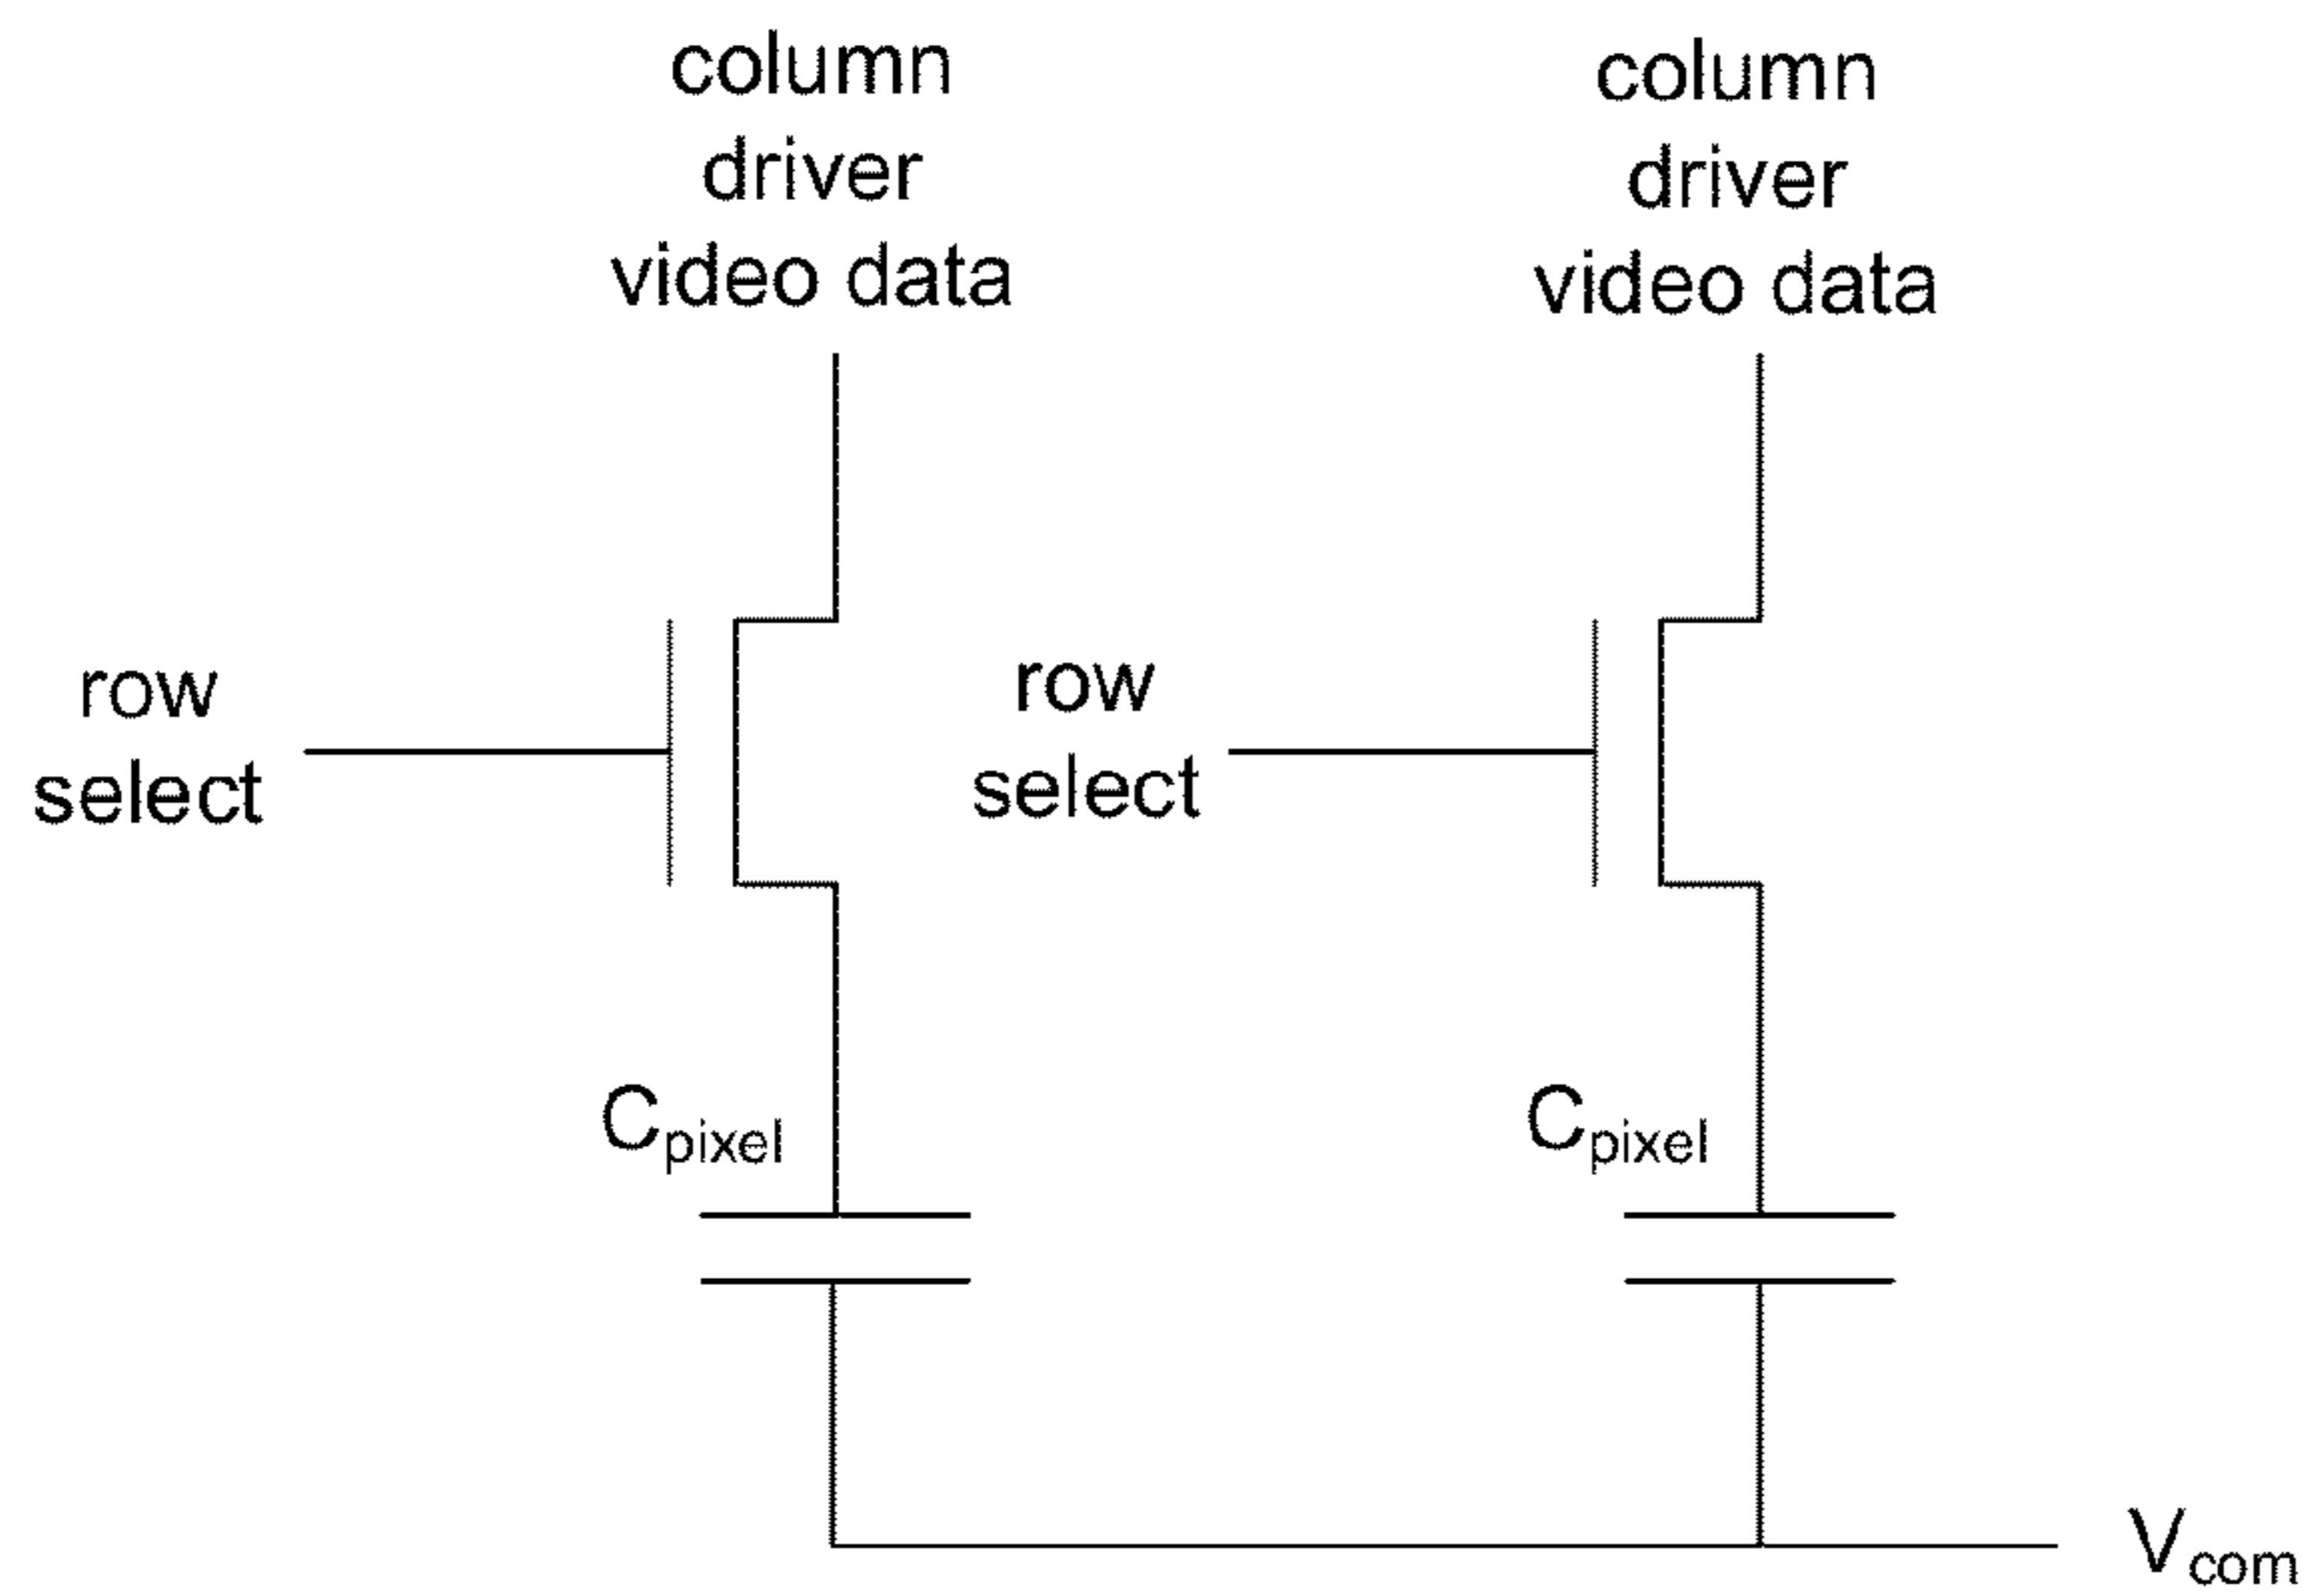 column
driver
video data
column
driver
video data
row
select
row
select
Cpixel
Cpixel
Vcom